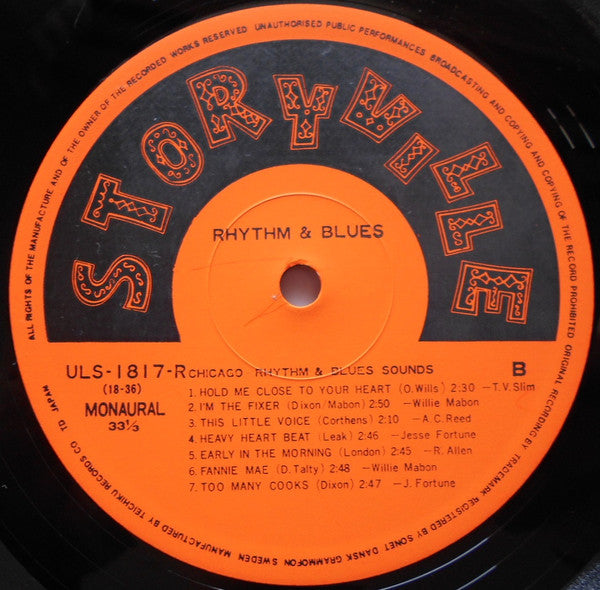 ALL RIGHTS OF THE MANUFACTURE AND OF THE OWNER OF THE RECORDED WORKS RESERVED UNAUTHORISED PUBLIC PERFORMANCES BROADCASTING AND COPYING AND COPYING OF THE RECORD PROHIBITED ORIGINAL RECORDING BY
STORYVILLE
RHYTHM & BLUES
ULS-1817-R CHICAGO RHYTHM & BLUES SOUNDS B
(18-36)
MONAURAL
33⅓
1. HOLD ME CLOSE TO YOUR HEART (O. Wills) 2:30 —T.V. Slim
2. I'M THE FIXER (Dixon/Mabon) 2:50 —Willie Mabon
3. THIS LITTLE VOICE (Corthens) 2:10 —A.C. Reed
4. HEAVY HEART BEAT (Leak) 2:46 —Jesse Fortune
5. EARLY IN THE MORNING (London) 2:45 —R. Allen
6. FANNIE MAE (D. Talty) 2:48 —Willie Mabon
7. TOO MANY COOKS (Dixon) 2:47 —J. Fortune
TRADEMARK REGISTERED BY SONET DANSK GRAMMOFON SWEDEN MANUFACTURED BY TEICHIKU RECORDS CO TD JAPAN